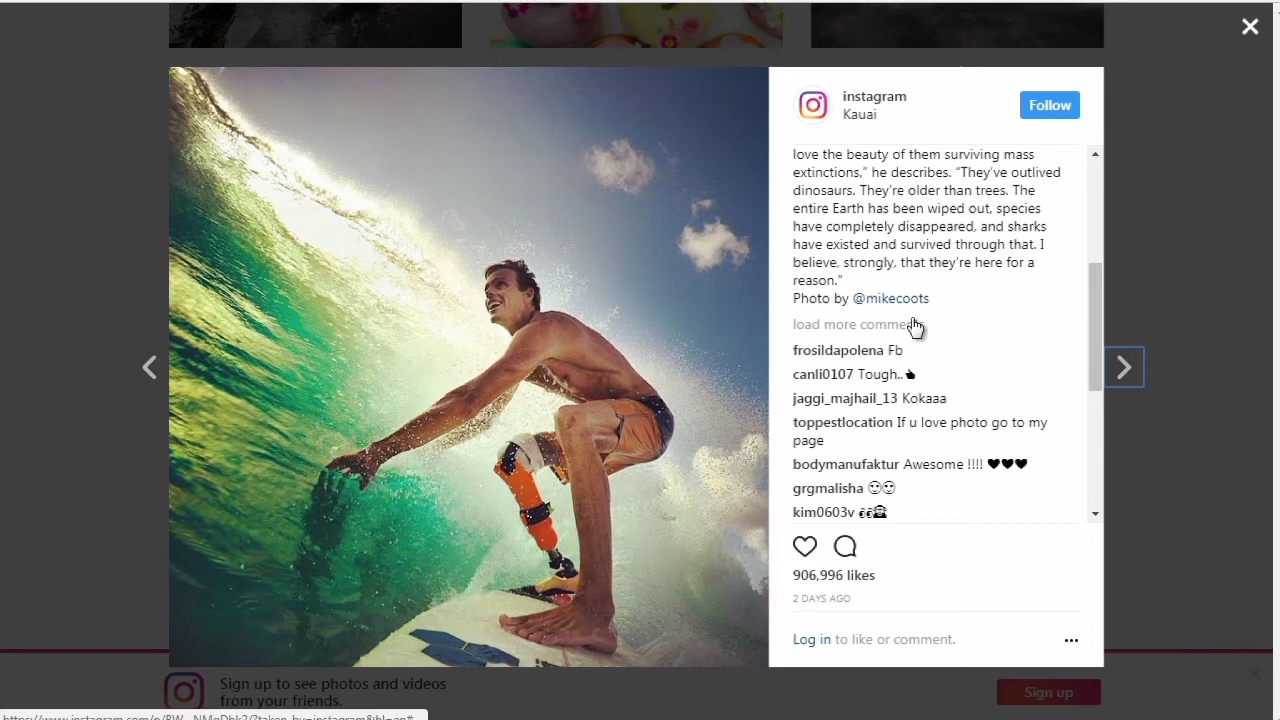 instagram
Kauai
Follow
love the beauty of them surviving mass
extinctions,” he describes. “They’ve outlived
dinosaurs. They’re older than trees. The
entire Earth has been wiped out, species
have completely disappeared, and sharks
have existed and survived through that. I
believe, strongly, that they’re here for a
reason.”
Photo by @mikecoots
load more
frosildapolena Fb
canli0107 Tough..
jaggi_majhail_13 Kokaaa
toppestlocation If u love photo go to my
page
bodymanufaktur Awesome !!!! ♥♥♥
grgmalisha
kim0603v
906,996 likes
2 DAYS AGO
Log in to like or comment.
Sign up to see photos and videos
from your friends.
Sign up